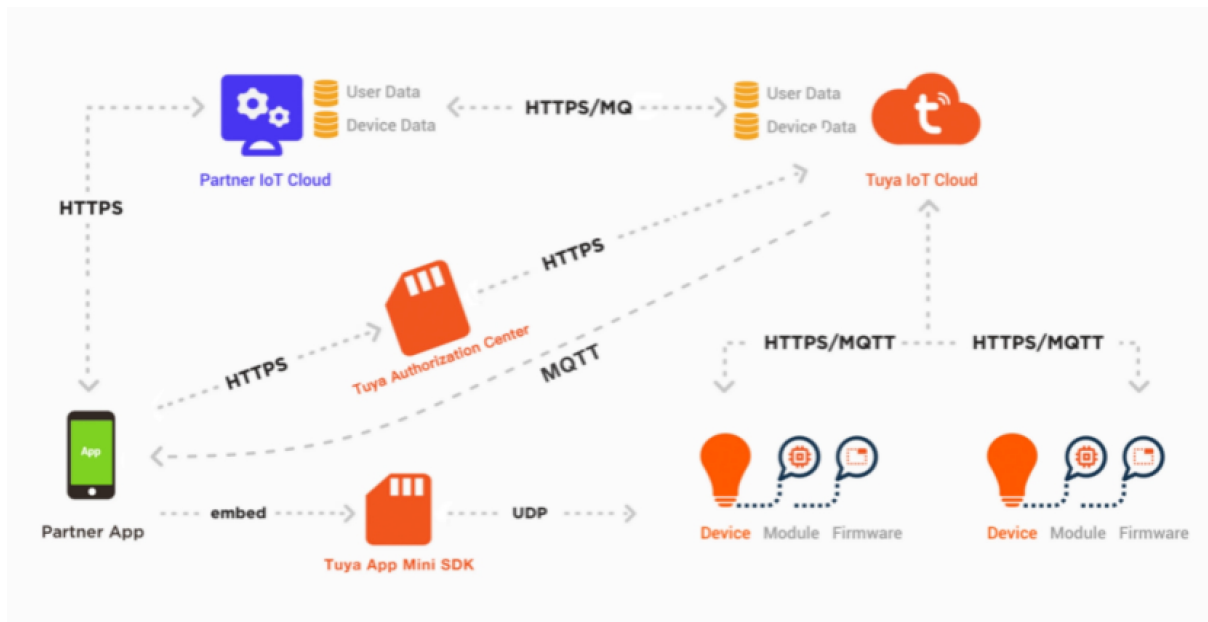 User Data
Device Data
Partner IoT Cloud
HTTPS/MQ
User Data
Device Data
t
Tuya IoT Cloud
HTTPS
HTTPS
HTTPS
Tuya Authorization Center
MQTT
HTTPS/MQTT
HTTPS/MQTT
App
Partner App
embed
Tuya App Mini SDK
UDP
Device Module Firmware
Device Module Firmware